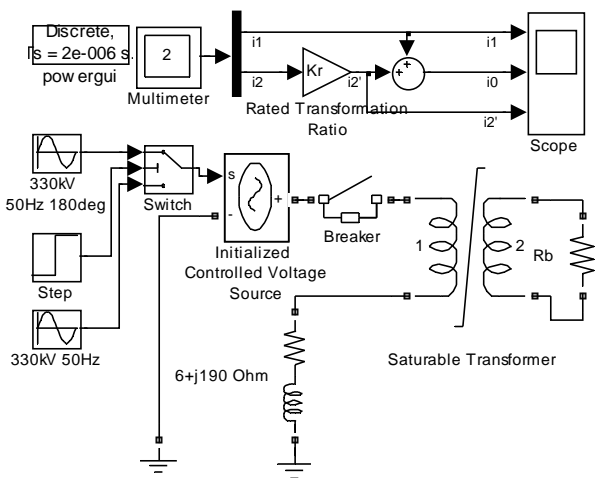 Discrete,
Ts = 2e-006 s.
powergui
2
Multimeter
i1
i2
Kr
i2'
Rated Transformation
Ratio
+
+
i1
i0
i2'
Scope
330kV
50Hz 180deg
Switch
s
-
+
Initialized
Controlled Voltage
Source
Breaker
1
2
Rb
Step
330kV 50Hz
6+j190 Ohm
Saturable Transformer